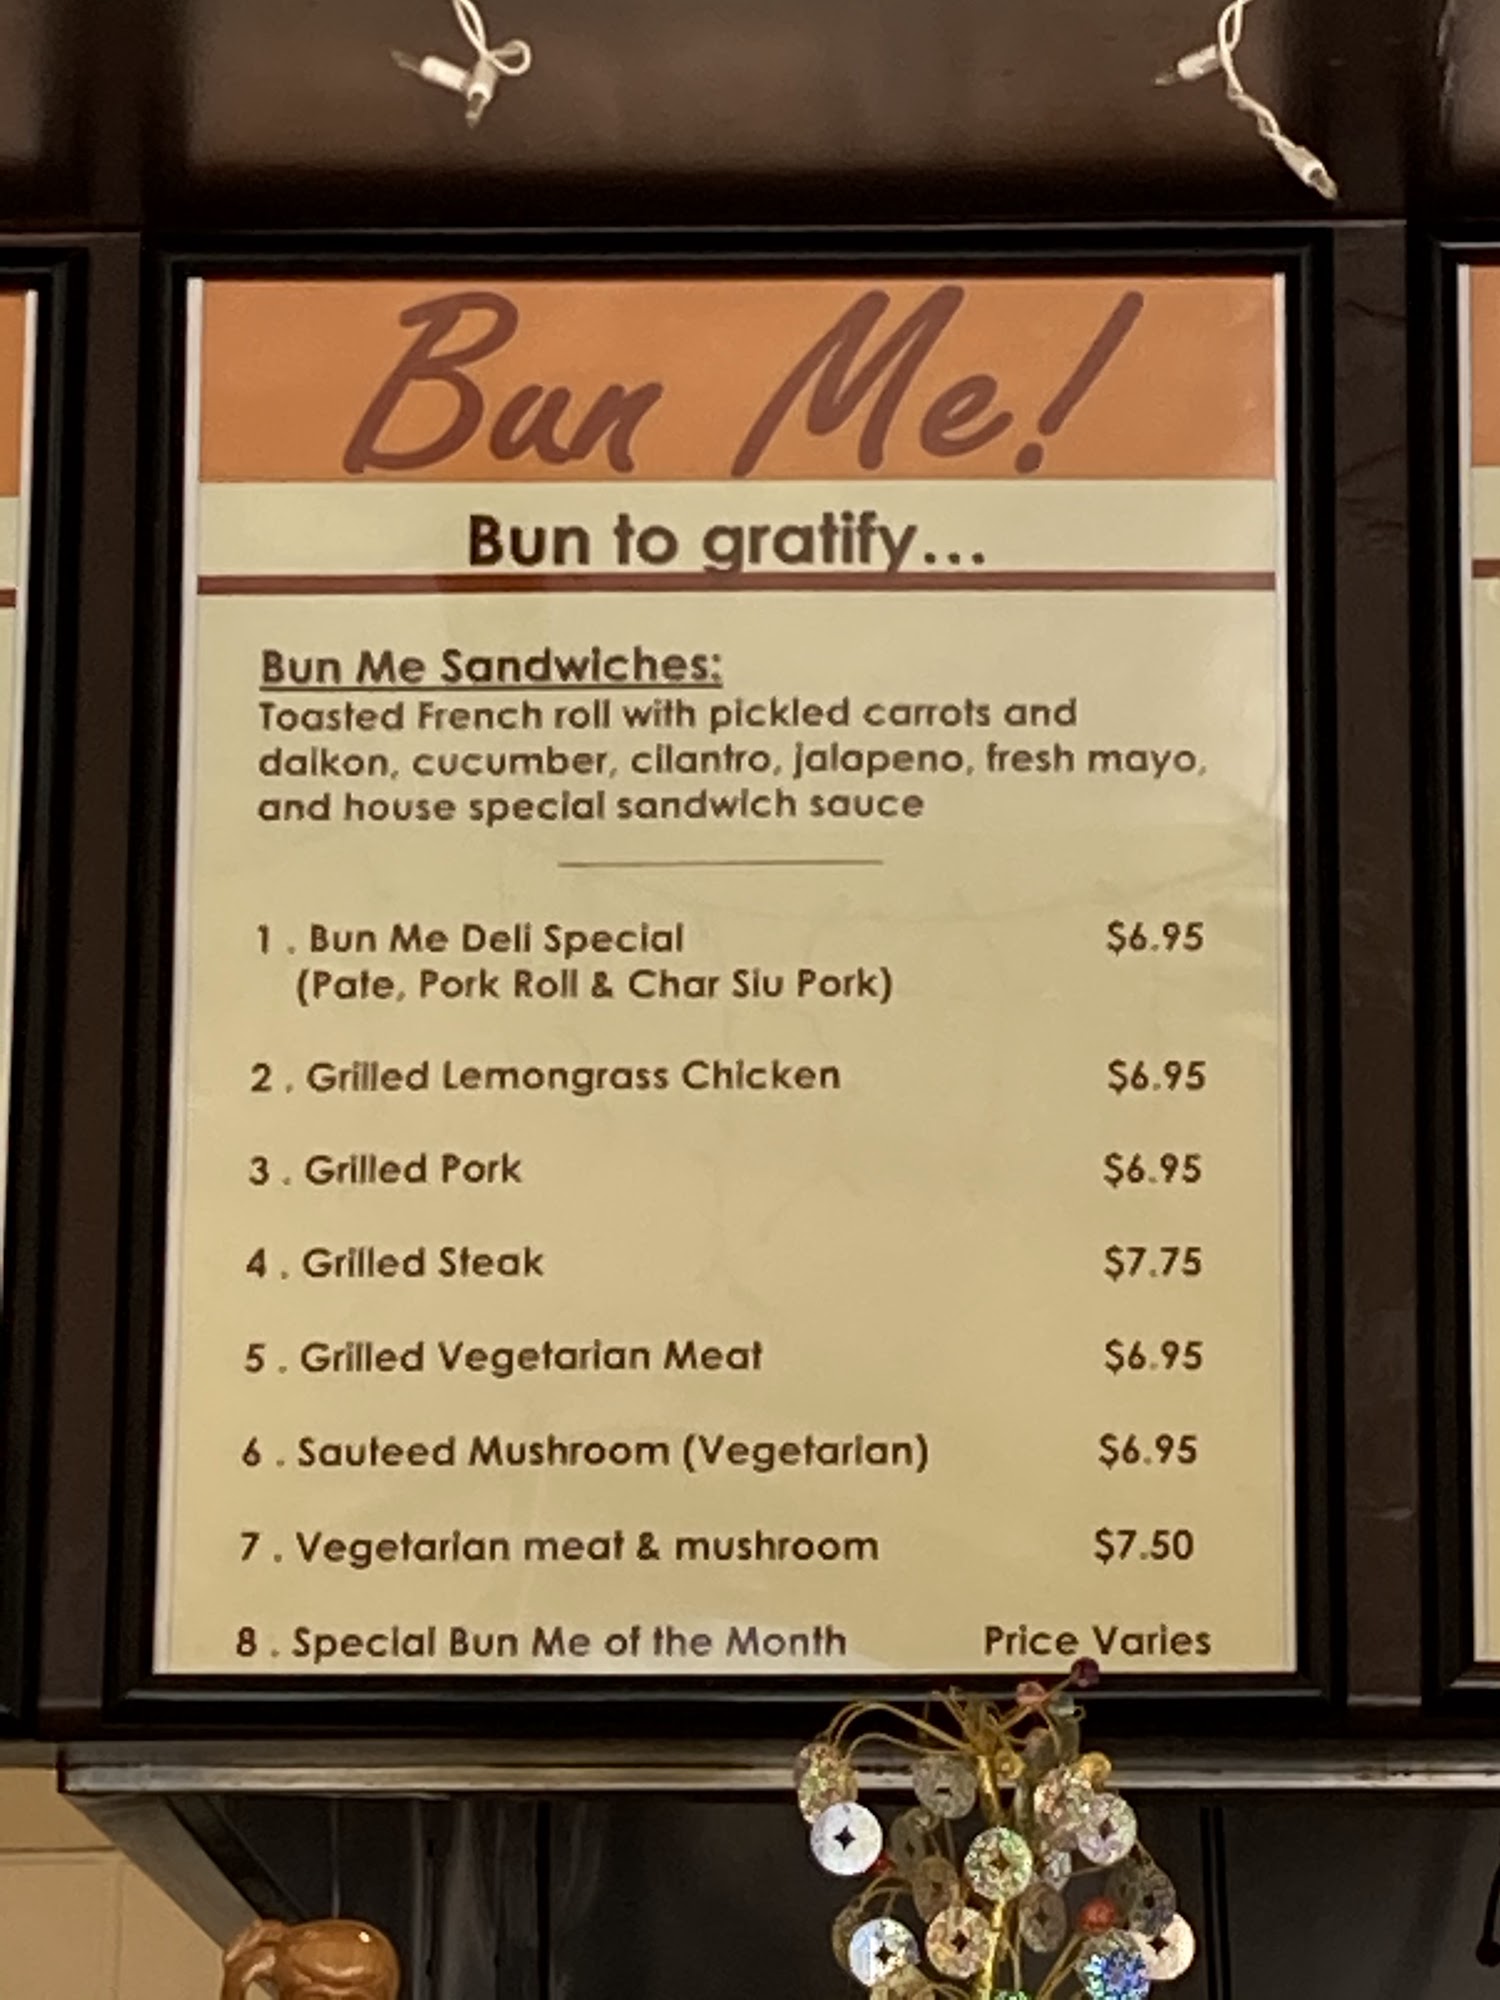 Bun Me!
Bun to gratify...
Bun Me Sandwiches:
Toasted French roll with pickled carrots and
daikon, cucumber, cilantro, jalapeno, fresh mayo,
and house special sandwich sauce
1 . Bun Me Deli Special $6.95
(Pate, Pork Roll & Char Siu Pork)
2 . Grilled Lemongrass Chicken $6.95
3 . Grilled Pork $6.95
4 . Grilled Steak $7.75
5 . Grilled Vegetarian Meat $6.95
6 . Sauteed Mushroom (Vegetarian) $6.95
7 . Vegetarian meat & mushroom $7.50
8 . Special Bun Me of the Month Price Varies